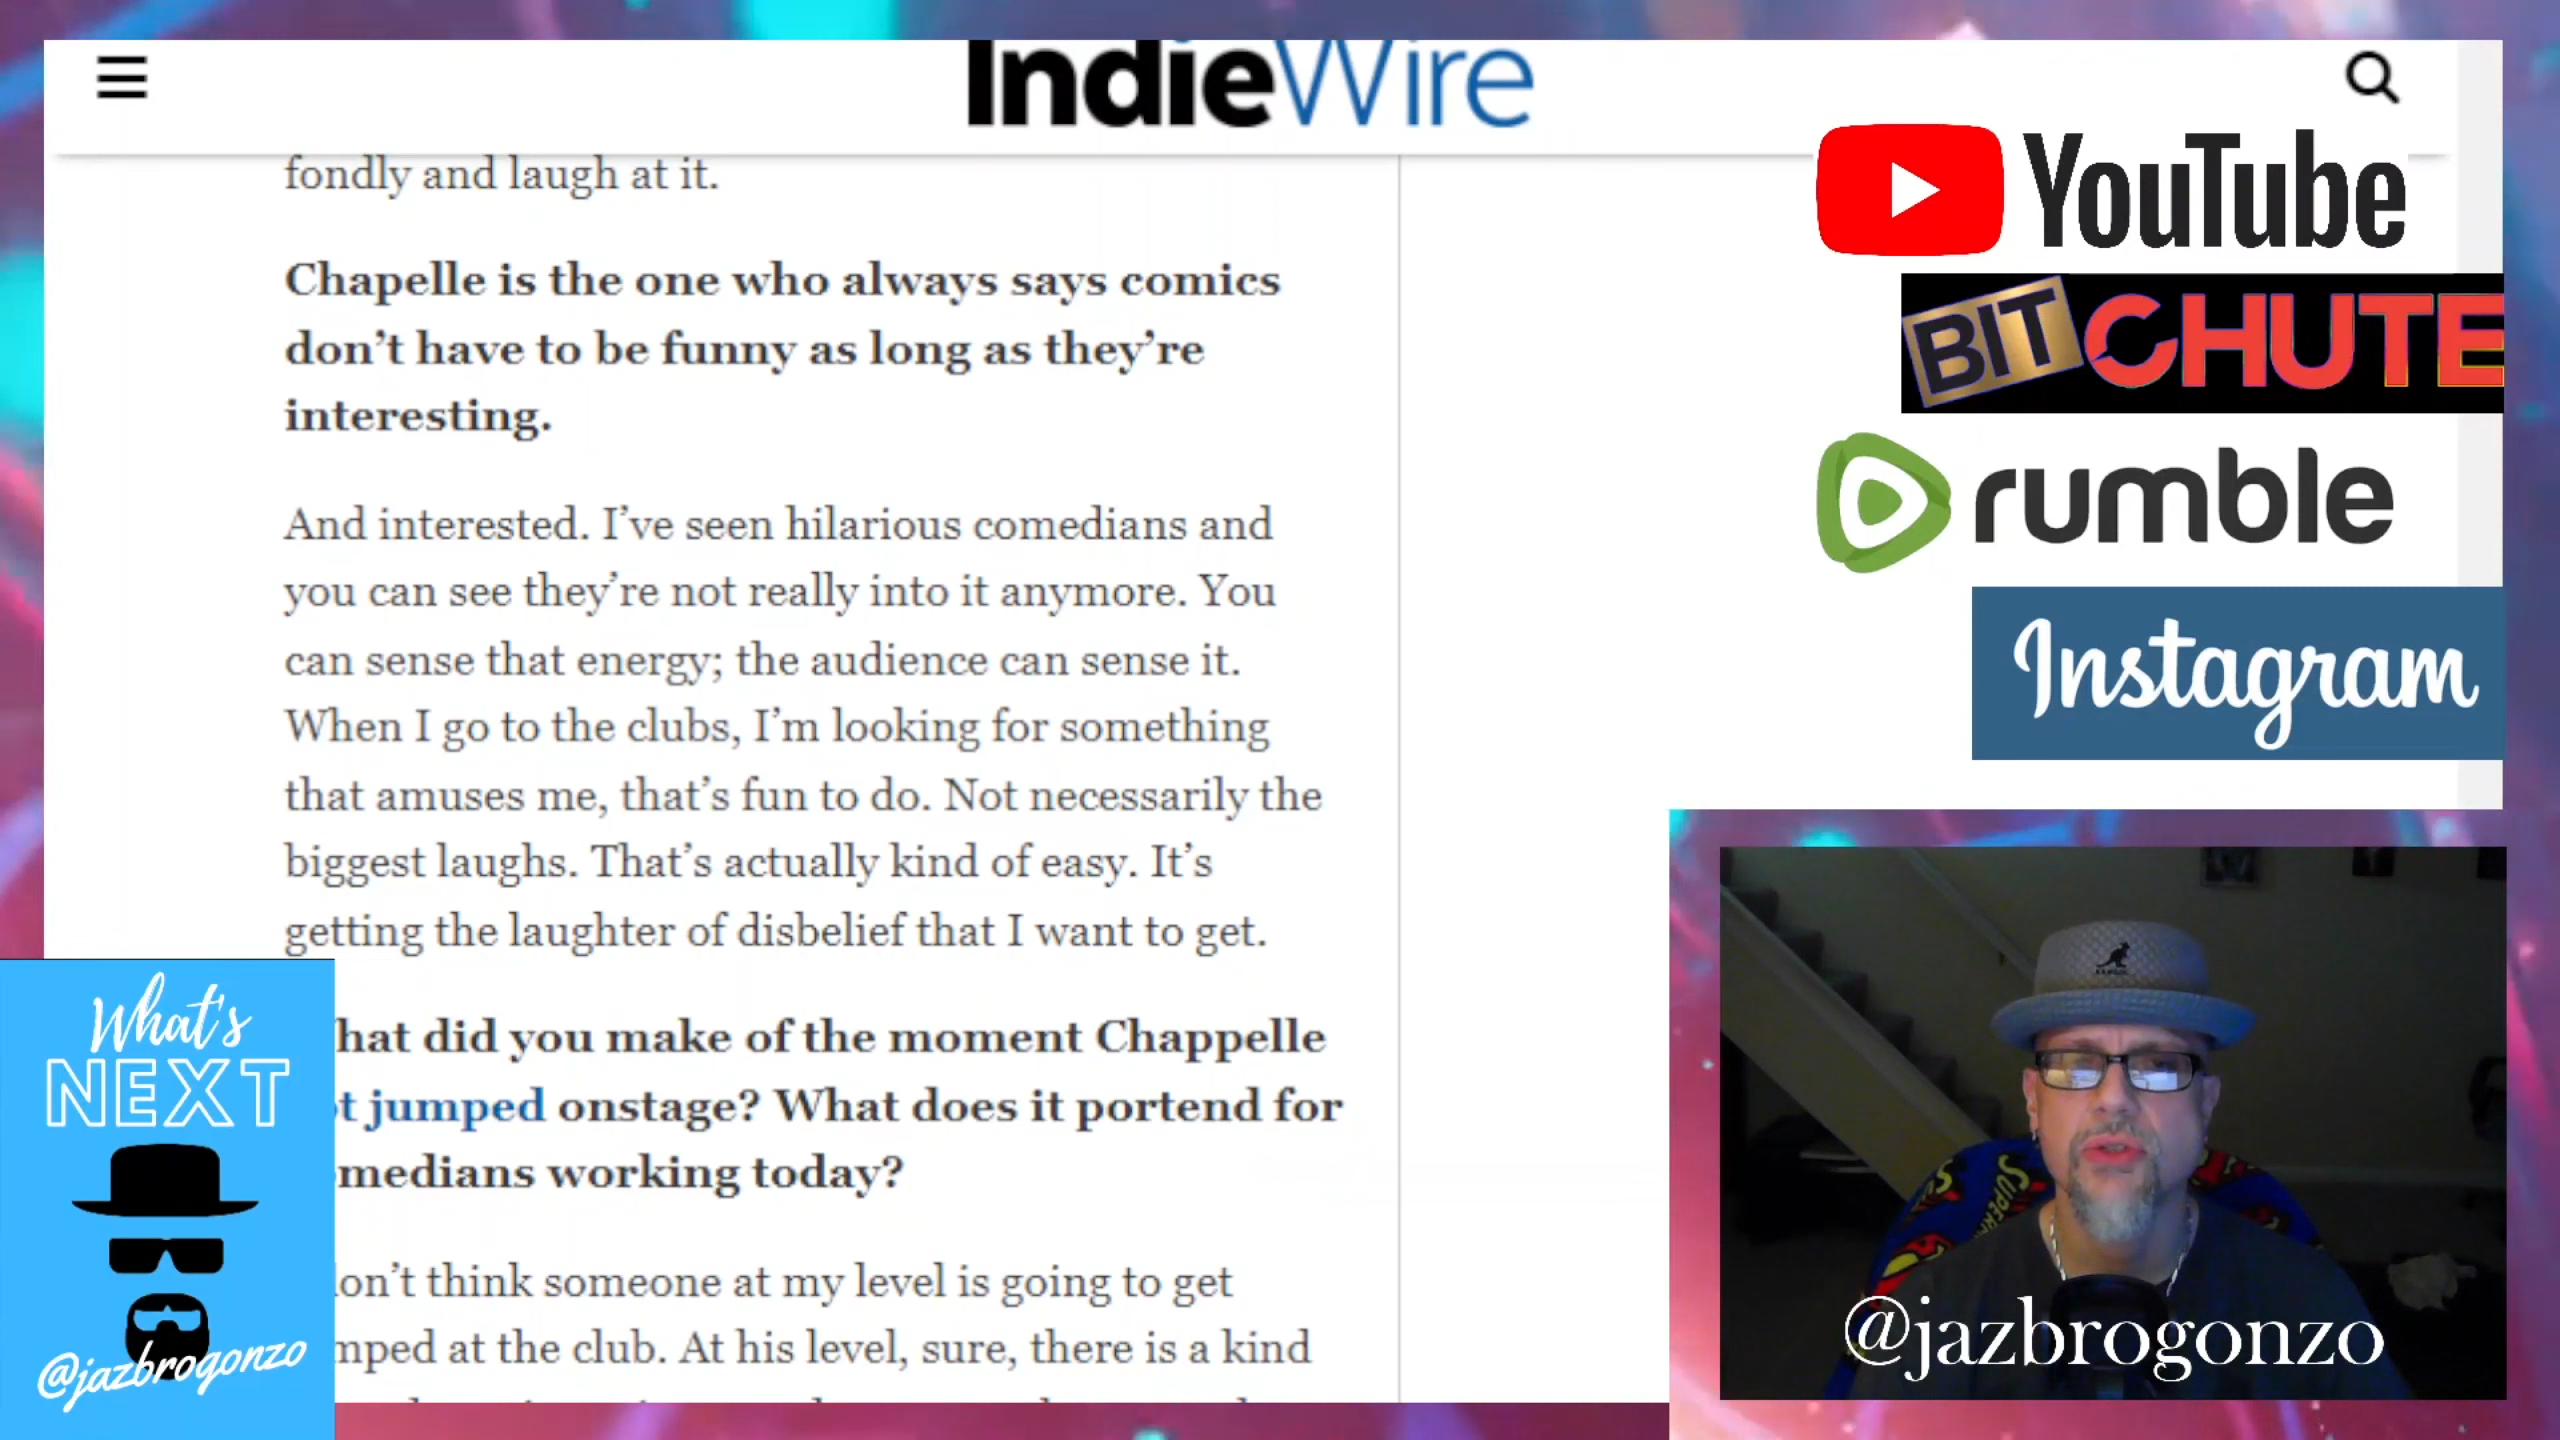 IndieWire
fondly and laugh at it.
Chapelle is the one who always says comics
don't have to be funny as long as they're
interesting.
And interested. I've seen hilarious comedians and
you can see they're not really into it anymore. You
can sense that energy; the audience can sense it.
When I go to the clubs, I'm looking for something
that amuses me, that's fun to do. Not necessarily the
biggest laughs. That's actually kind of easy. It's
getting the laughter of disbelief that I want to get.
hat did you make of the moment Chappelle
t jumped onstage? What does it portend for
medians working today?
on't think someone at my level is going to get
mped at the club. At his level, sure, there is a kind
YouTube
BITCHUTE
rumble
Instagram
What's
NEXT
@jazbrogonzo
KANGOL
SUPER
@jazbrogonzo